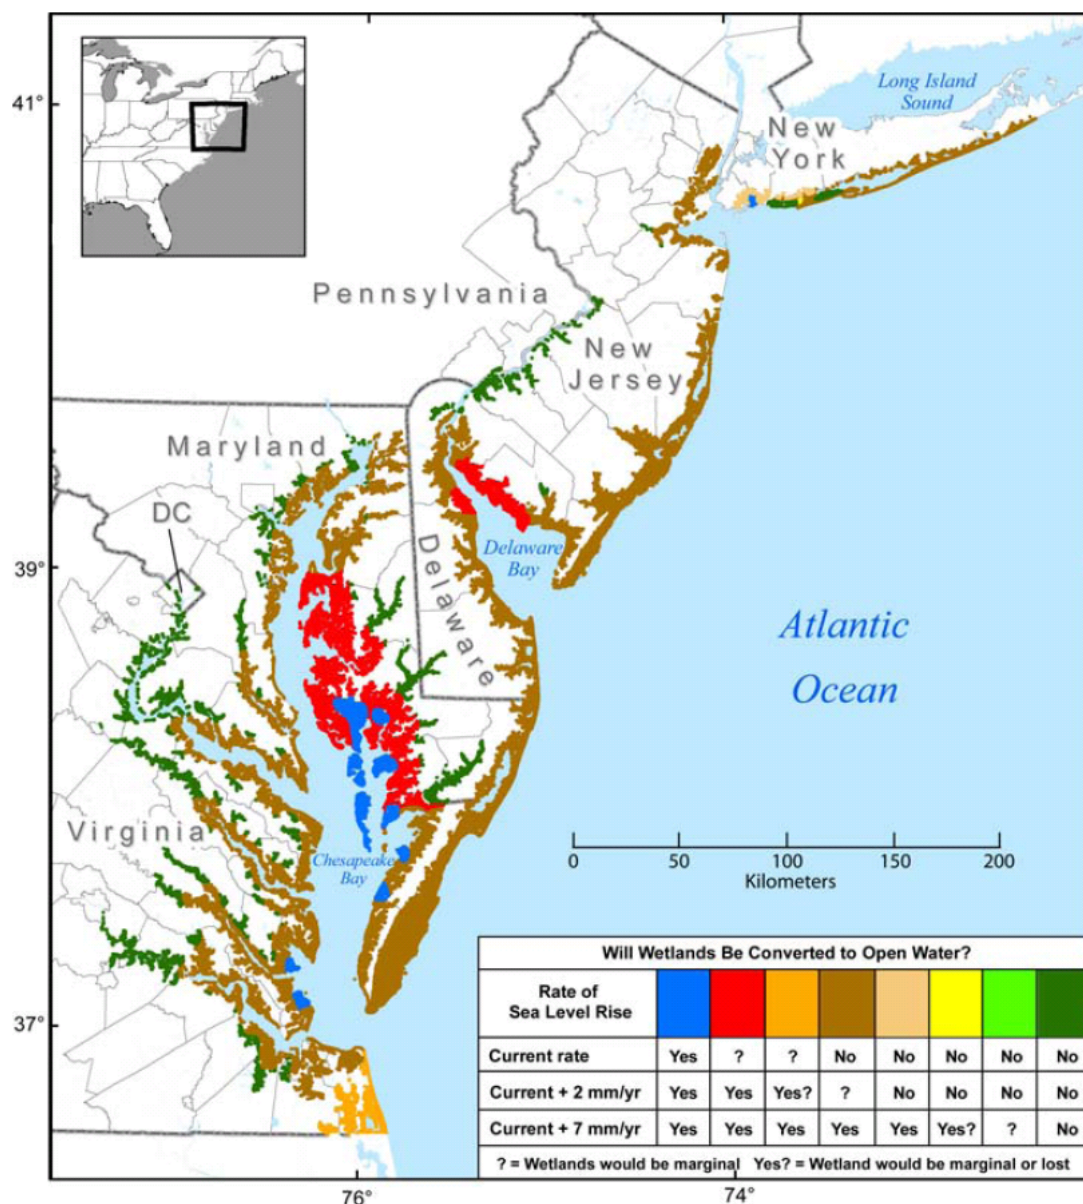 41°
Long Island
Sound
New
York
Pennsylvania
New
Jersey
Maryland
DC
39°
Delaware
Bay
Delaware
Atlantic
Ocean
Virginia
Chesapeake
Bay
0 50 100 150 200
Kilometers
37°
Will Wetlands Be Converted to Open Water?
Rate of
Sea Level Rise
Current rate Yes ? ? No No No No No
Current + 2 mm/yr Yes Yes Yes? ? No No No No
Current + 7 mm/yr Yes Yes Yes Yes Yes Yes? ? No
? = Wetlands would be marginal Yes? = Wetland would be marginal or lost
76° 74°